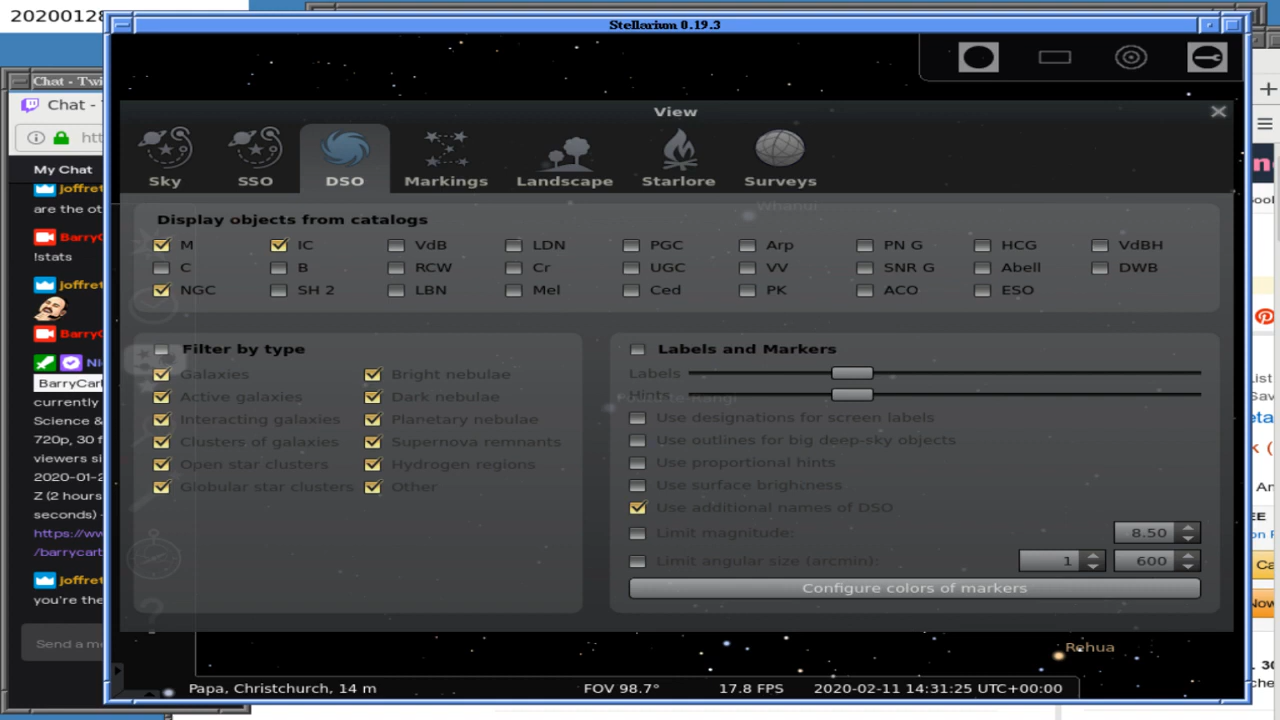 20200128
Stellarium 0.19.3
Chat - Twi
Chat -
htt
My Chat
joffret
are the ot
BarryC
!stats
joffret
BarryC
Ni
BarryCar
currently
Science &
720p, 30 f
viewers si
2020-01-2
Z (2 hours
seconds)
https://ww
/barrycart
joffret
you're the
Send a me
View
Sky
SSO
DSO
Markings
Landscape
Starlore
Surveys
Whanui
Display objects from catalogs
M IC VdB LDN PGC Arp PN G HCG VdBH
C B RCW Cr UGC VV SNR G Abell DWB
NGC SH 2 LBN Mel Ced PK ACO ESO
Filter by type
Galaxies Bright nebulae
Active galaxies Dark nebulae
Interacting galaxies Planetary nebulae
Clusters of galaxies Supernova remnants
Open star clusters Hydrogen regions
Globular star clusters Other
Labels and Markers
Labels
Hints
Use designations for screen labels
Use outlines for big deep-sky objects
Use proportional hints
Use surface brighness
Use additional names of DSO
Limit magnitude: 8.50
Limit angular size (arcmin): 1 600
Configure colors of markers
Rehua
Papa, Christchurch, 14 m FOV 98.7° 17.8 FPS 2020-02-11 14:31:25 UTC+00:00